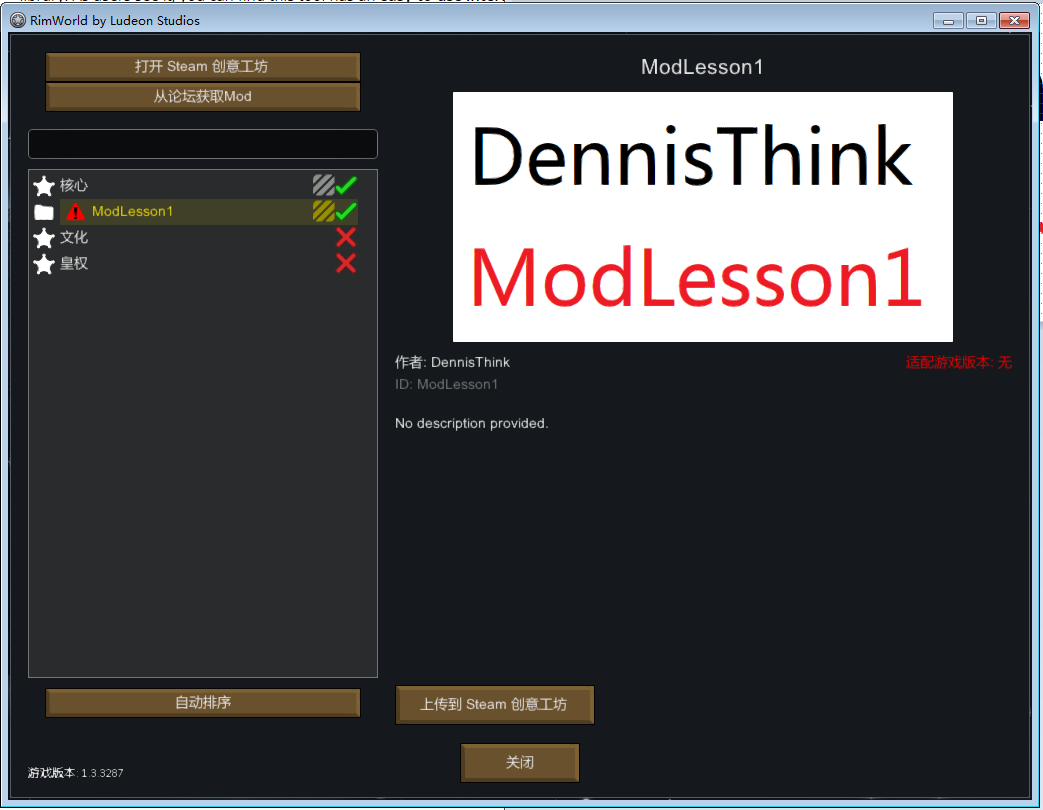 RimWorld by Ludeon Studios
打开 Steam 创意工坊
从论坛获取Mod
核心
ModLesson1
文化
皇权
自动排序
游戏版本: 1.3.3287
ModLesson1
DennisThink
ModLesson1
作者: DennisThink
适配游戏版本: 无
ID: ModLesson1
No description provided.
上传到 Steam 创意工坊
关闭